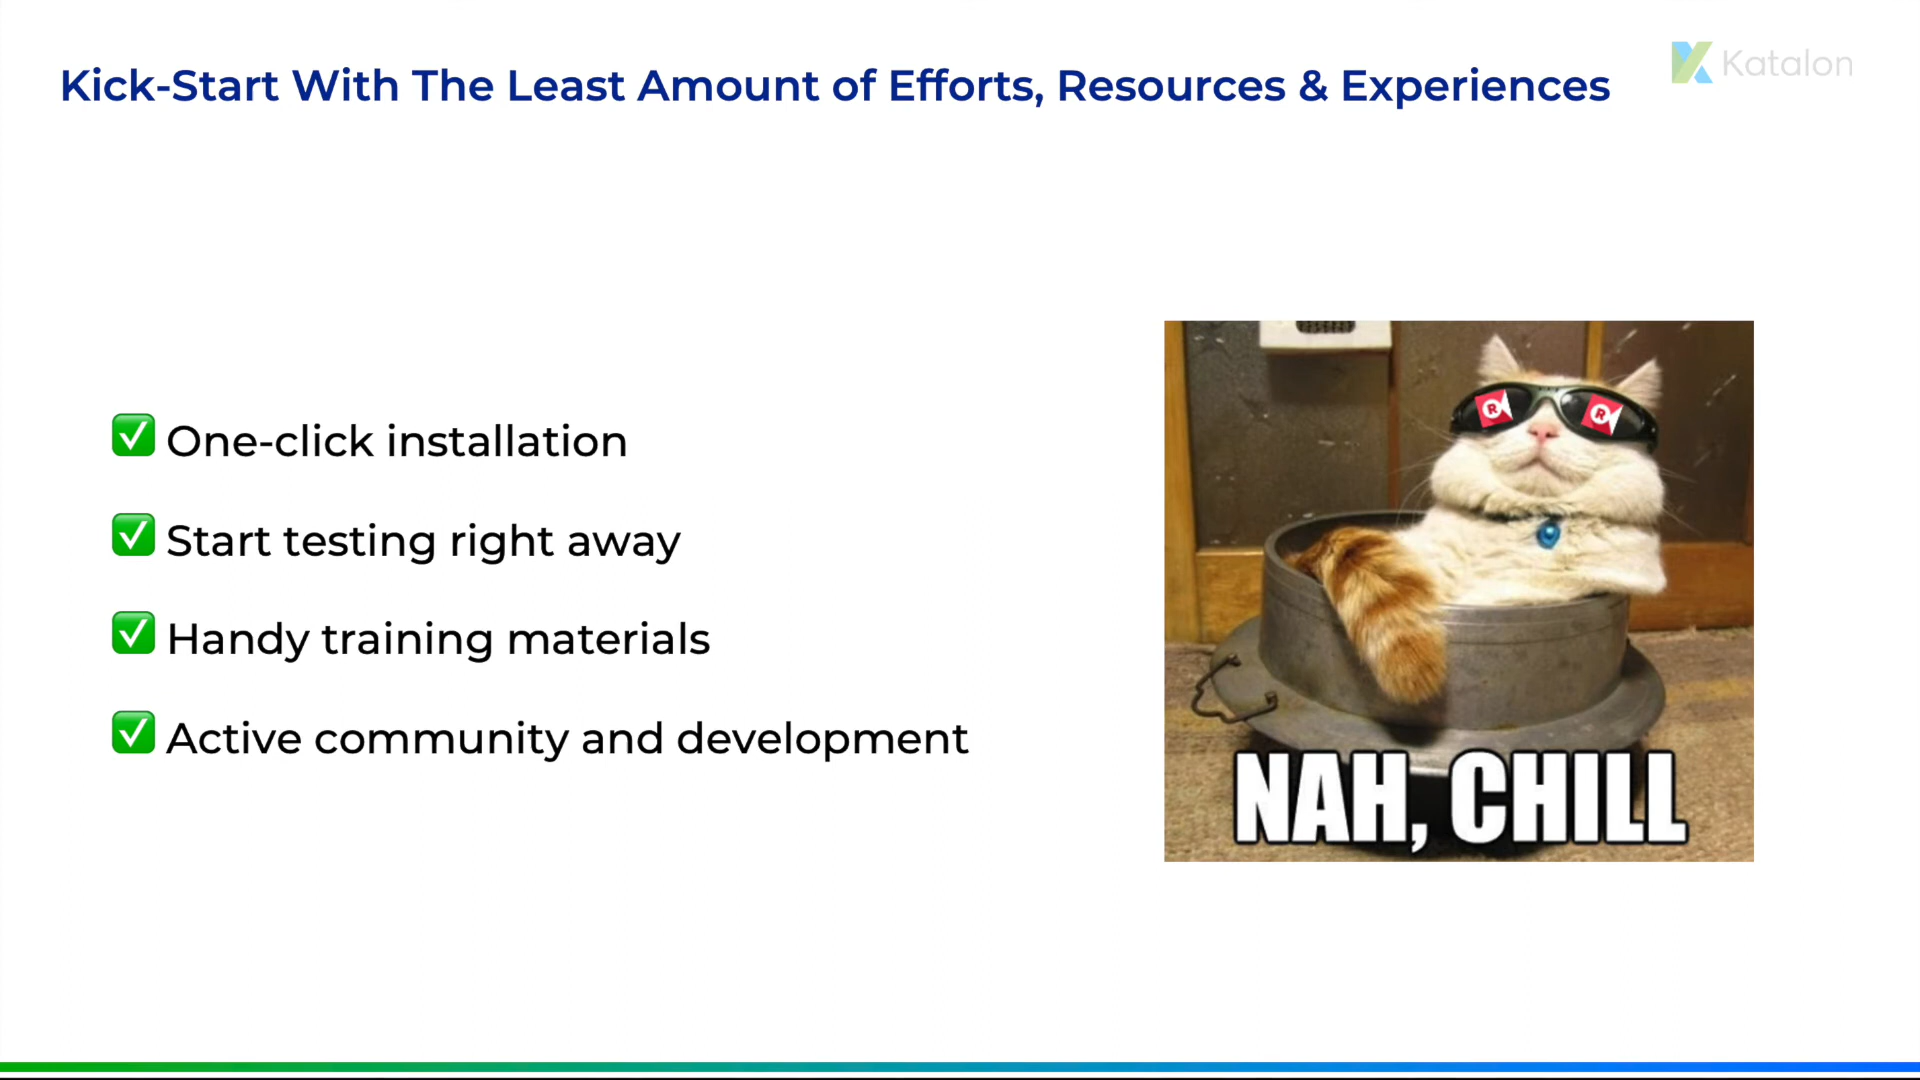 Kick-Start With The Least Amount of Efforts, Resources & Experiences
Katalon
✅ One-click installation
✅ Start testing right away
✅ Handy training materials
✅ Active community and development
R R
NAH, CHILL